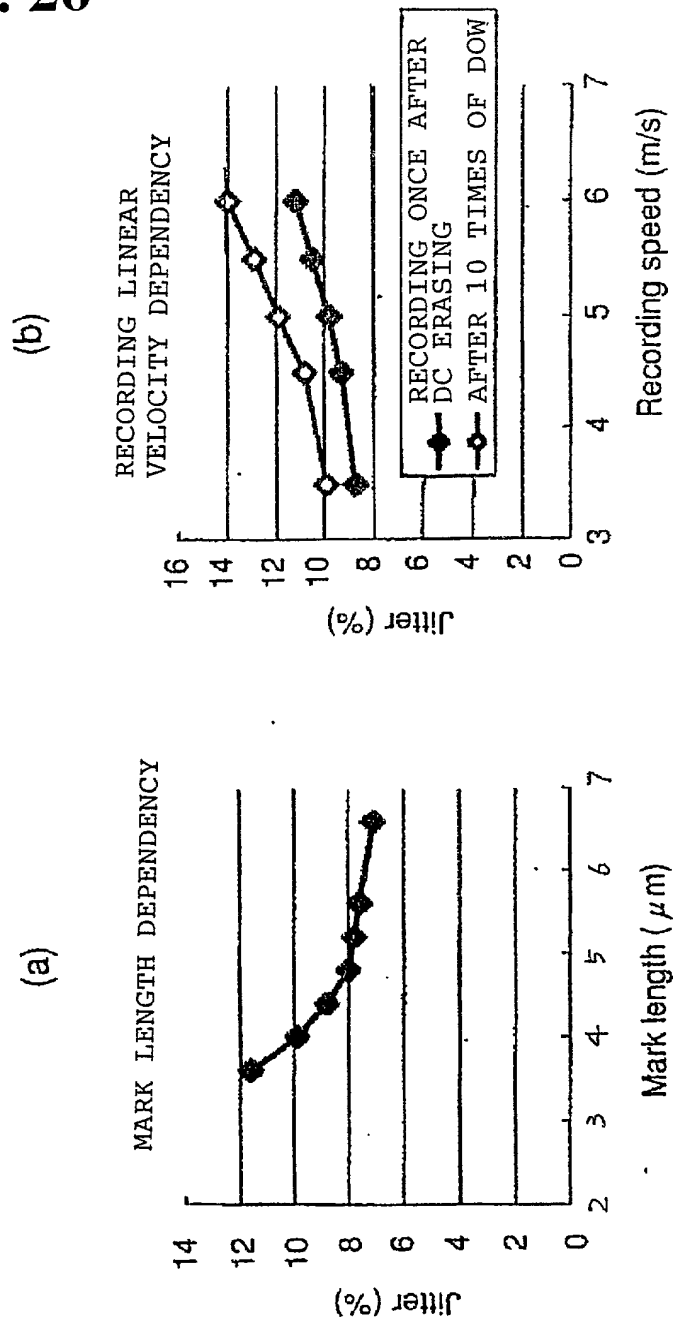 . 26
(a)
MARK LENGTH DEPENDENCY
Jitter (%)
14
12
10
8
6
4
2
0
2
3
4
5
6
7
Mark length ( μm)
(b)
RECORDING LINEAR
VELOCITY DEPENDENCY
Jitter (%)
16
14
12
10
8
6
4
2
0
3
4
5
6
7
RECORDING ONCE AFTER
DC ERASING
AFTER 10 TIMES OF DOW
Recording speed (m/s)